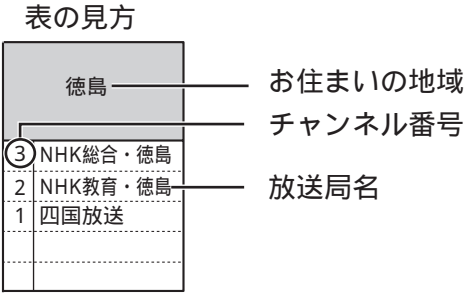 表の見方
徳島
お住まいの地域
チャンネル番号
3 NHK総合・徳島
2 NHK教育・徳島
放送局名
1 四国放送